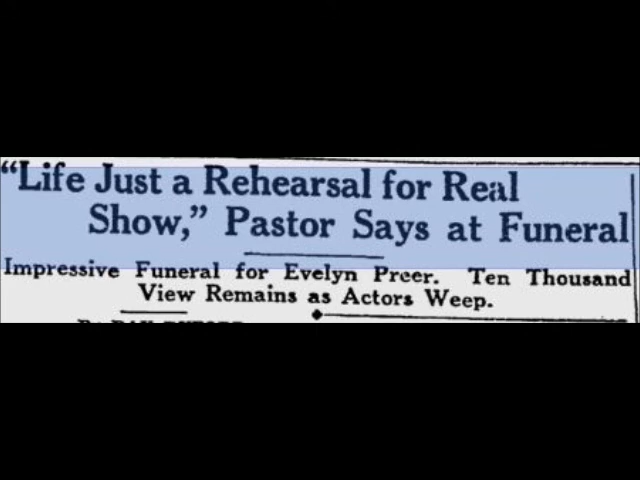 “Life Just a Rehearsal for Real
Show,” Pastor Says at Funeral
Impressive Funeral for Evelyn Preer. Ten Thousand
View Remains as Actors Weep.